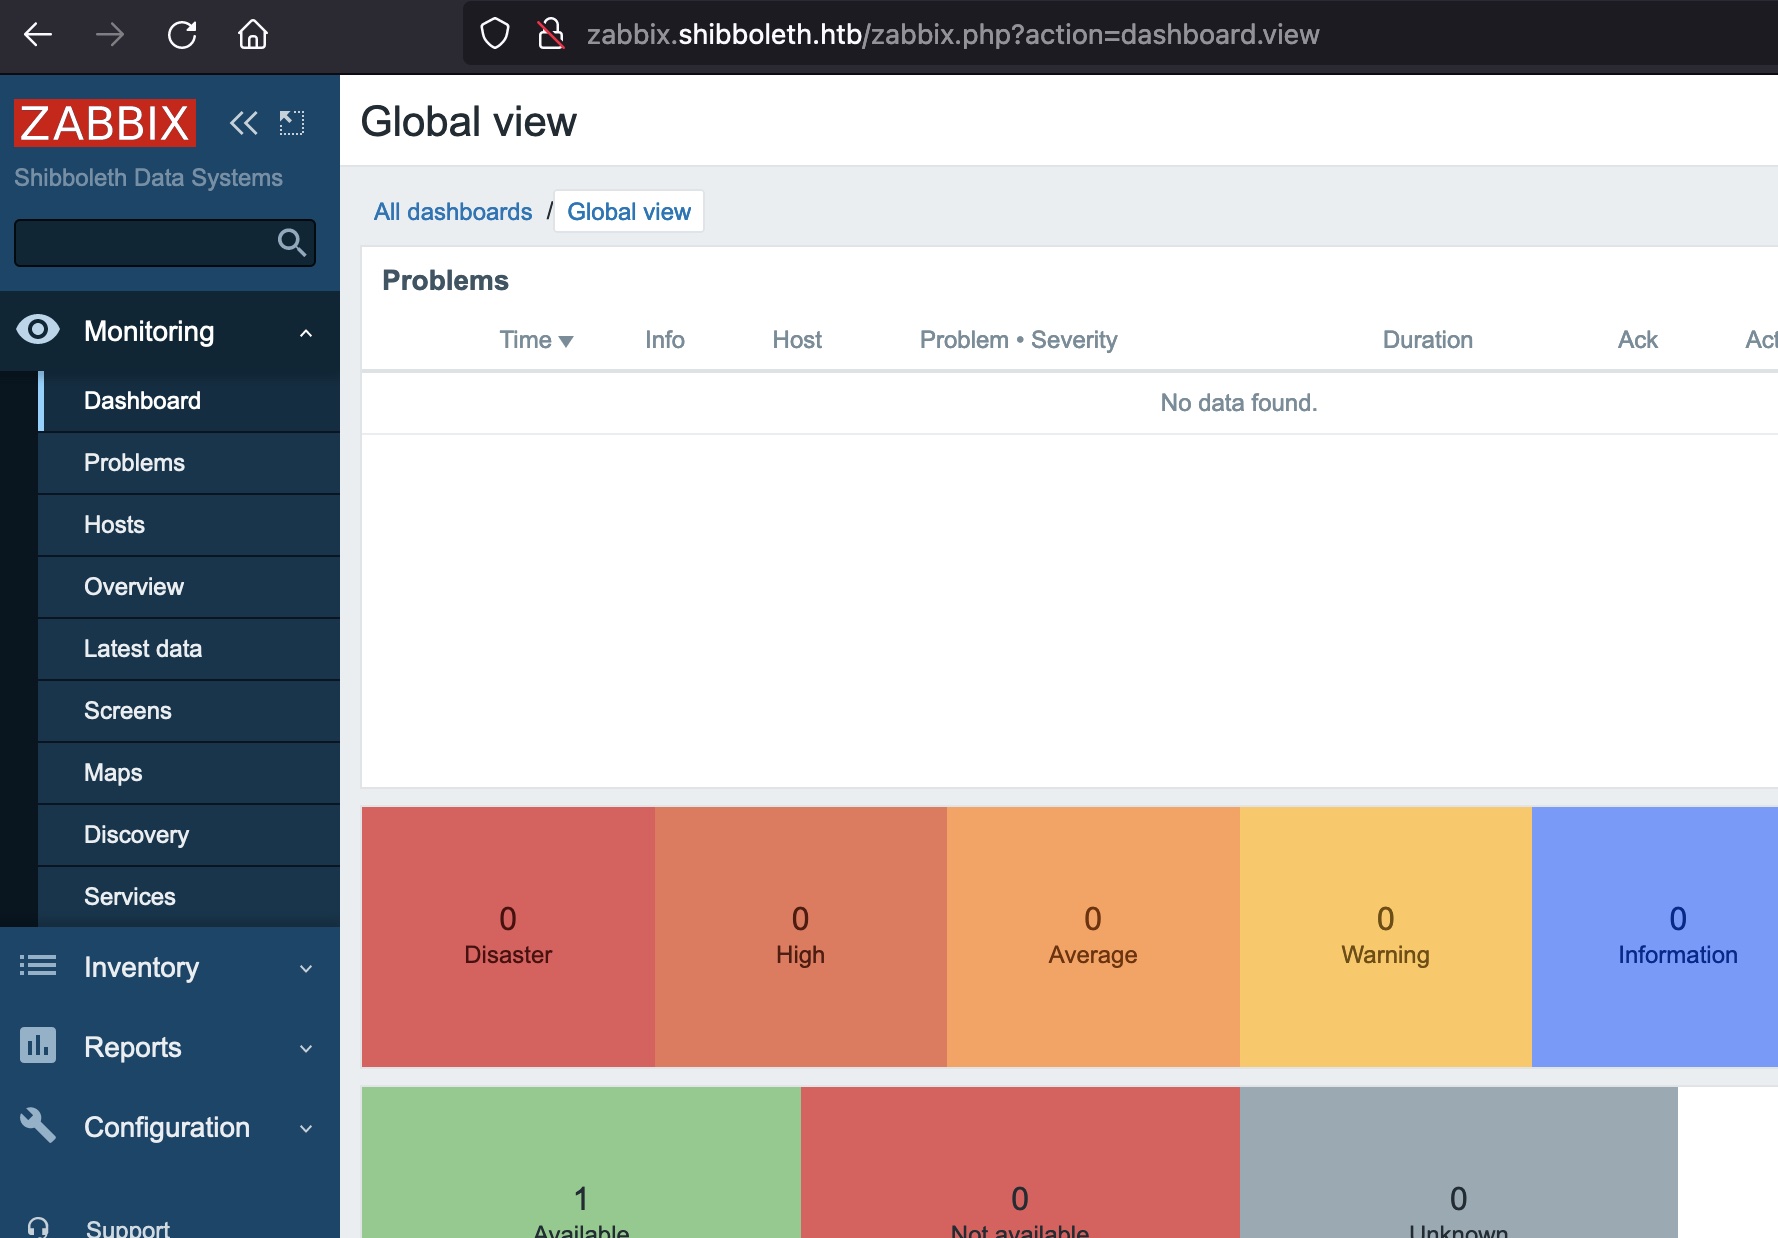 zabbix.shibboleth.htb/zabbix.php?action=dashboard.view
ZABBIX
Shibboleth Data Systems
Monitoring
Dashboard
Problems
Hosts
Overview
Latest data
Screens
Maps
Discovery
Services
Inventory
Reports
Configuration
Support
Global view
All dashboards / Global view
Problems
Time ▼ Info Host Problem • Severity Duration Ack Act
No data found.
0 0 0 0 0
Disaster High Average Warning Information
1 0 0
Available Not available Unknown